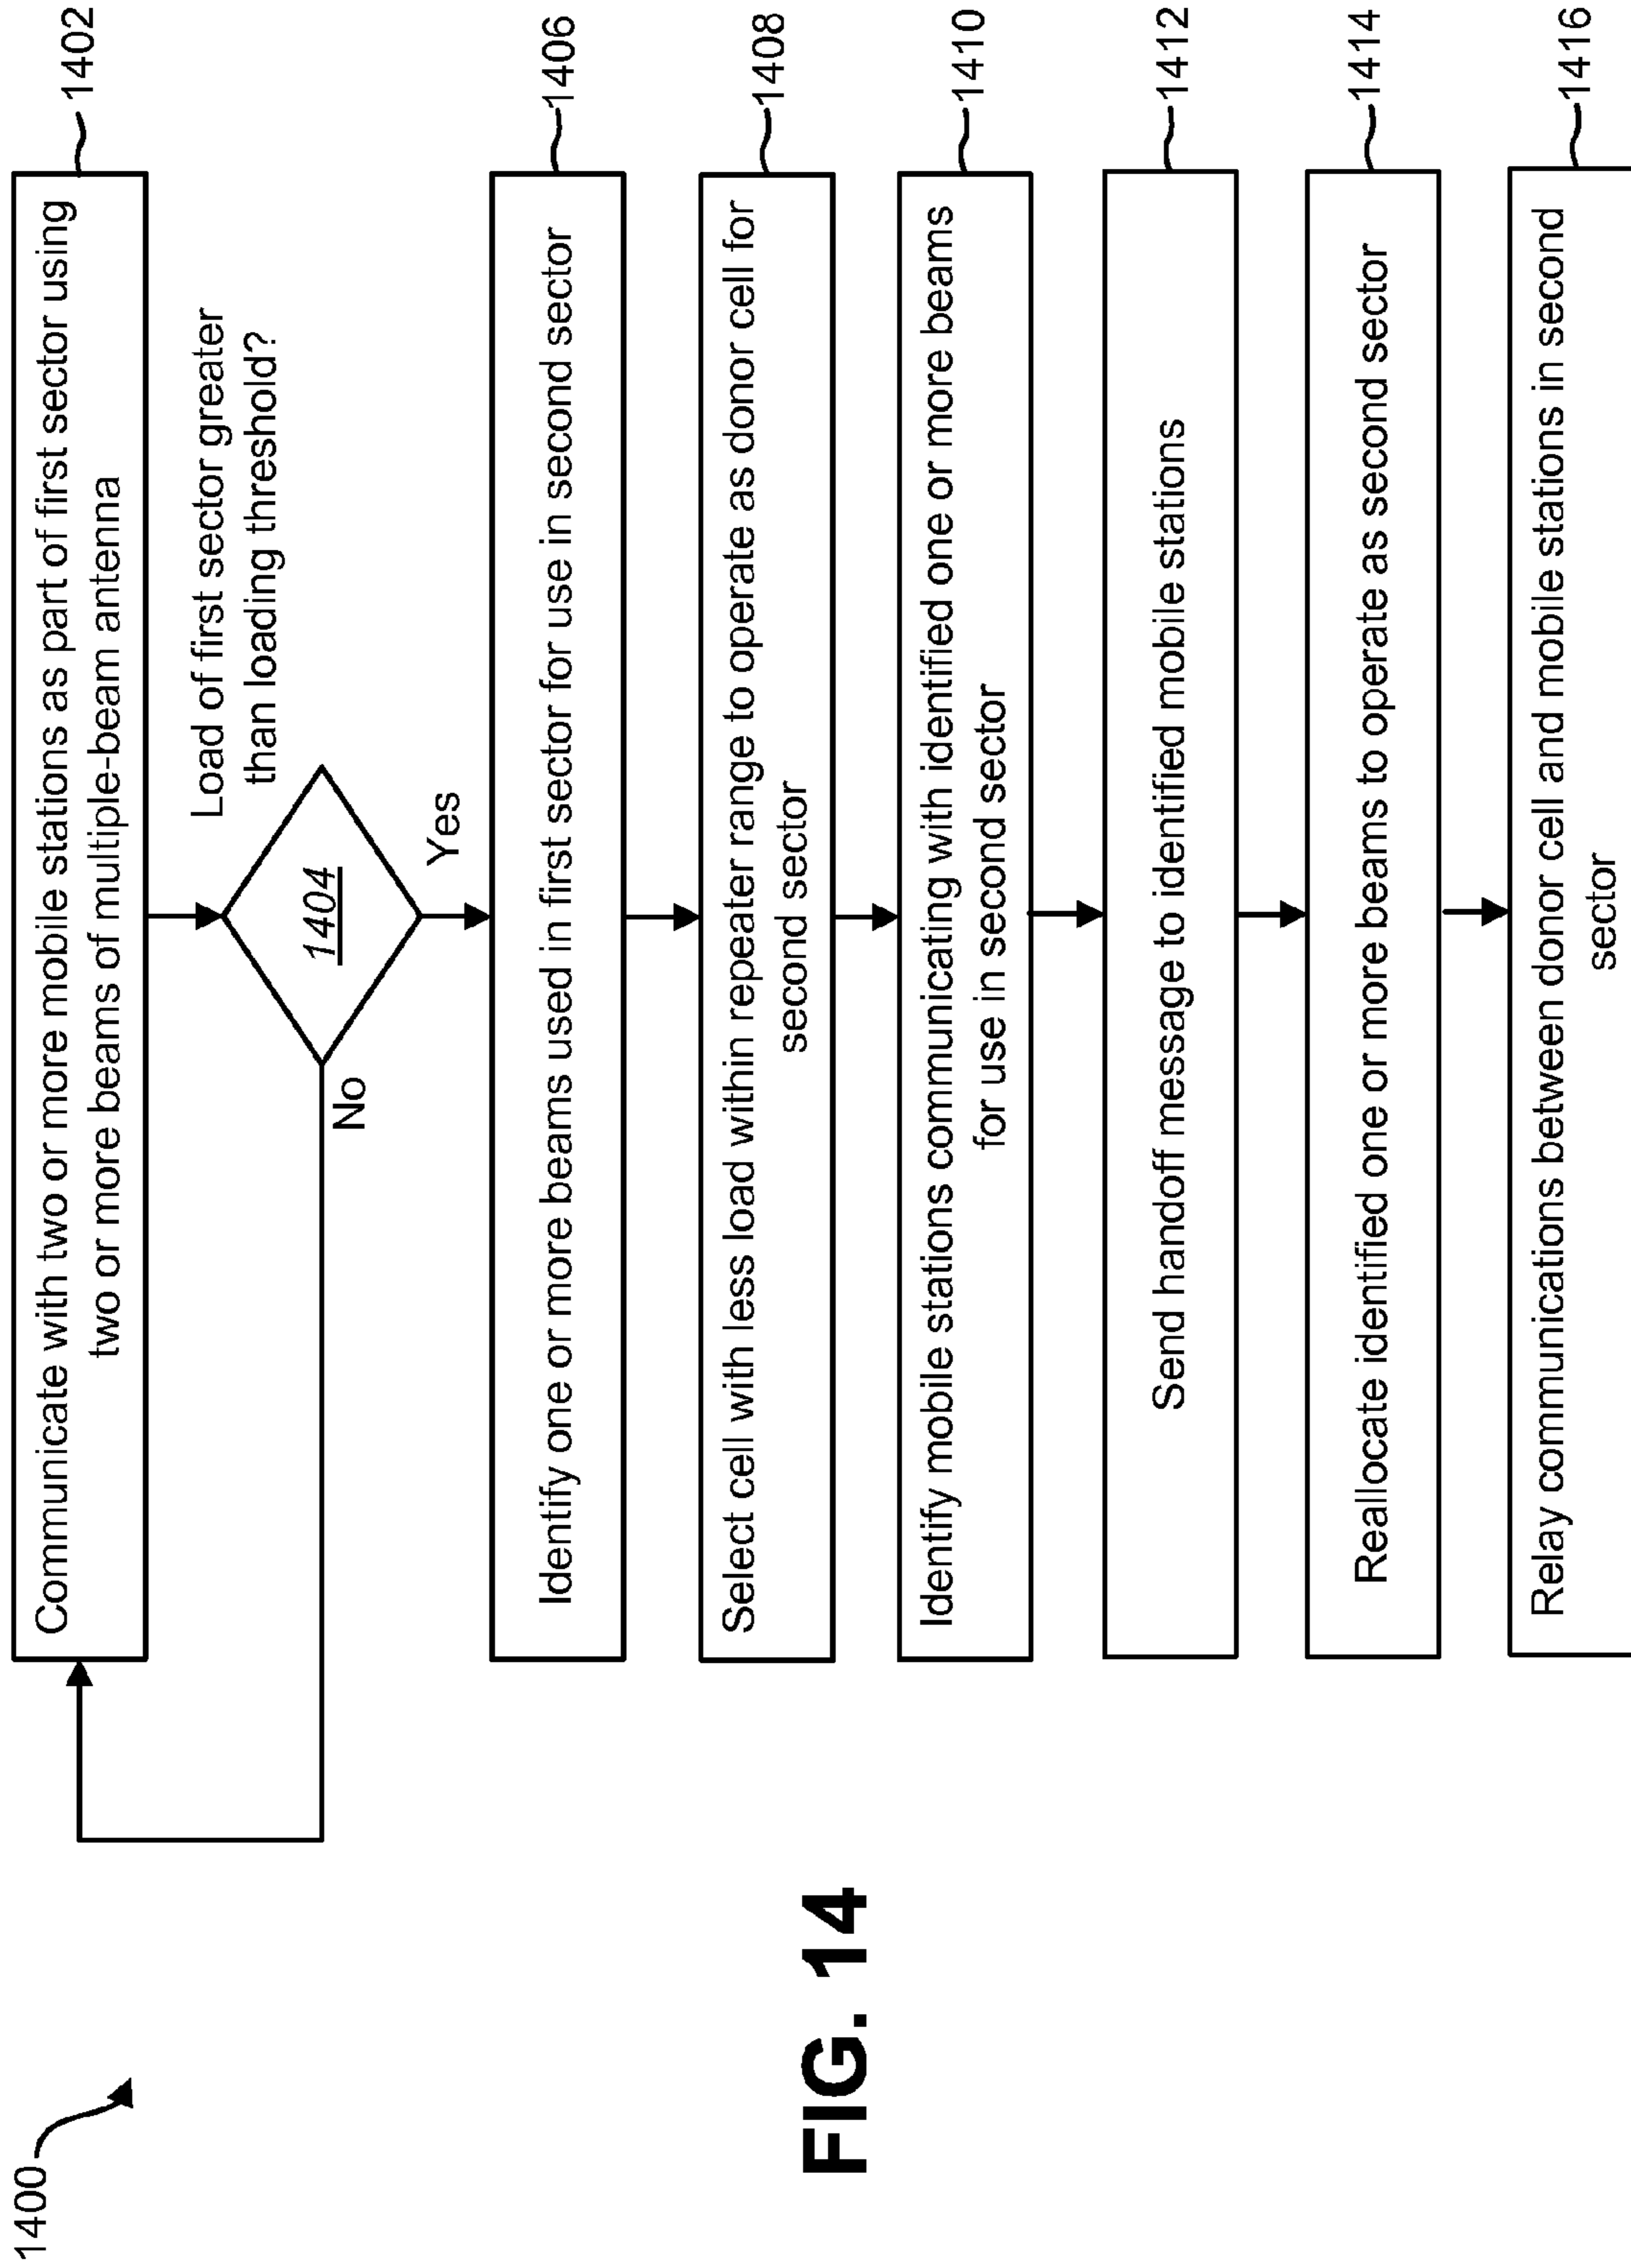 1400
Communicate with two or more mobile stations as part of first sector using
two or more beams of multiple-beam antenna
1402
Load of first sector greater
than loading threshold?
1404
No
Yes
Identify one or more beams used in first sector for use in second sector
1406
Select cell with less load within repeater range to operate as donor cell for
second sector
1408
Identify mobile stations communicating with identified one or more beams
for use in second sector
1410
Send handoff message to identified mobile stations
1412
Reallocate identified one or more beams to operate as second sector
1414
Relay communications between donor cell and mobile stations in second
sector
1416
FIG. 14